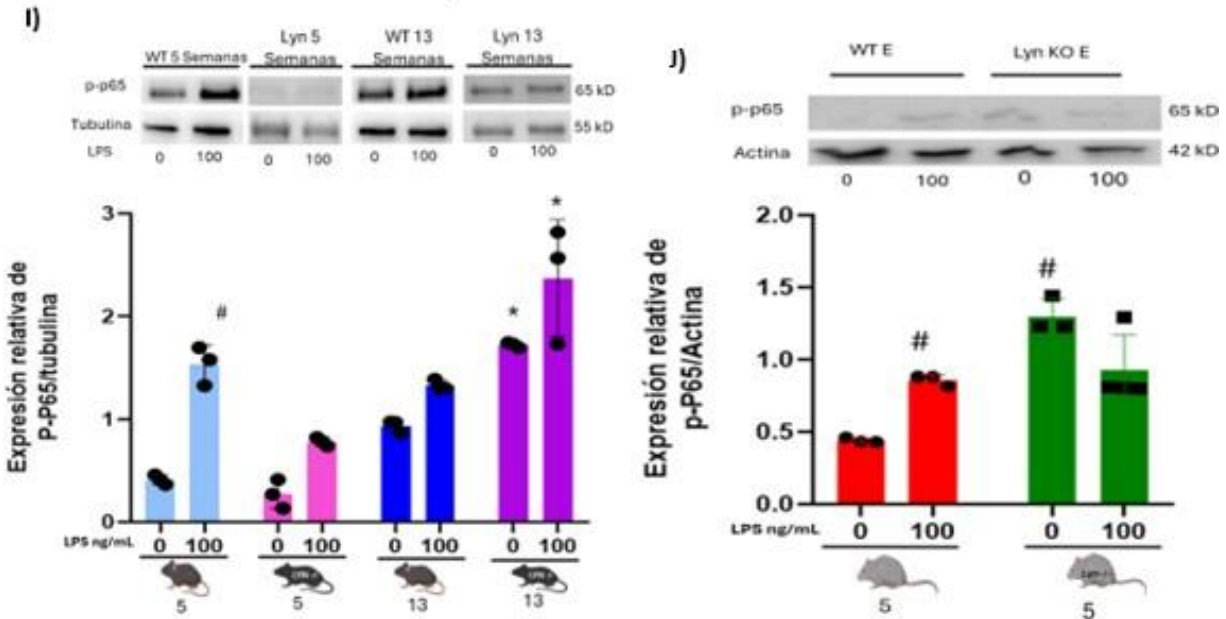 I)
WT 5 Semanas
Lyn 5
Semanas
WT 13
Semanas
Lyn 13
Semanas
p-p65
65 kD
Tubulina
55 kD
LPS
0 100 0 100 0 100 0 100
Expresión relativa de
P-P65/tubulina
3
2
1
0
#
*
*
LPS ng/mL 0 100 0 100 0 100 0 100
LYN
LYN
5 5 13 13
J)
WT E
Lyn KO E
p-p65
65 kD
Actina
42 kD
0 100 0 100
Expresión relativa de
p-P65/Actina
2.0
1.5
1.0
0.5
0.0
#
#
LPS ng/mL 0 100 0 100
5 5